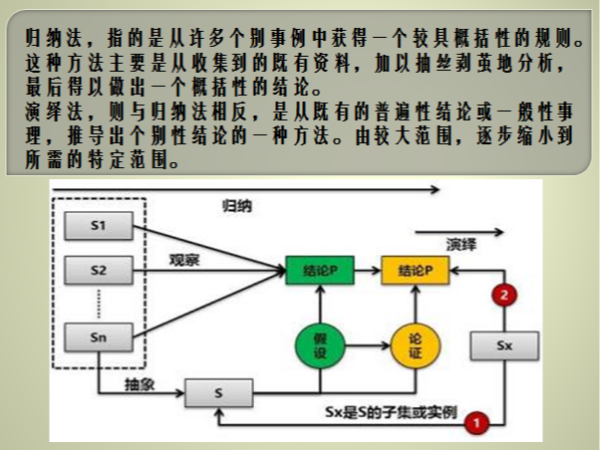 归纳法，指的是从许多个别事例中获得一个较具概括性的规则。
这种方法主要是从收集到的既有资料，加以抽丝剥茧地分析，
最后得以做出一个概括性的结论。
演绎法，则与归纳法相反，是从既有的普遍性结论或一般性事
理，推导出个别性结论的一种方法。由较大范围，逐步缩小到
所需的特定范围。
归纳
S1
演绎
观察
S2
结论P
结论P
2
Sn
假设
论证
Sx
抽象
S
Sx是S的子集或实例
1